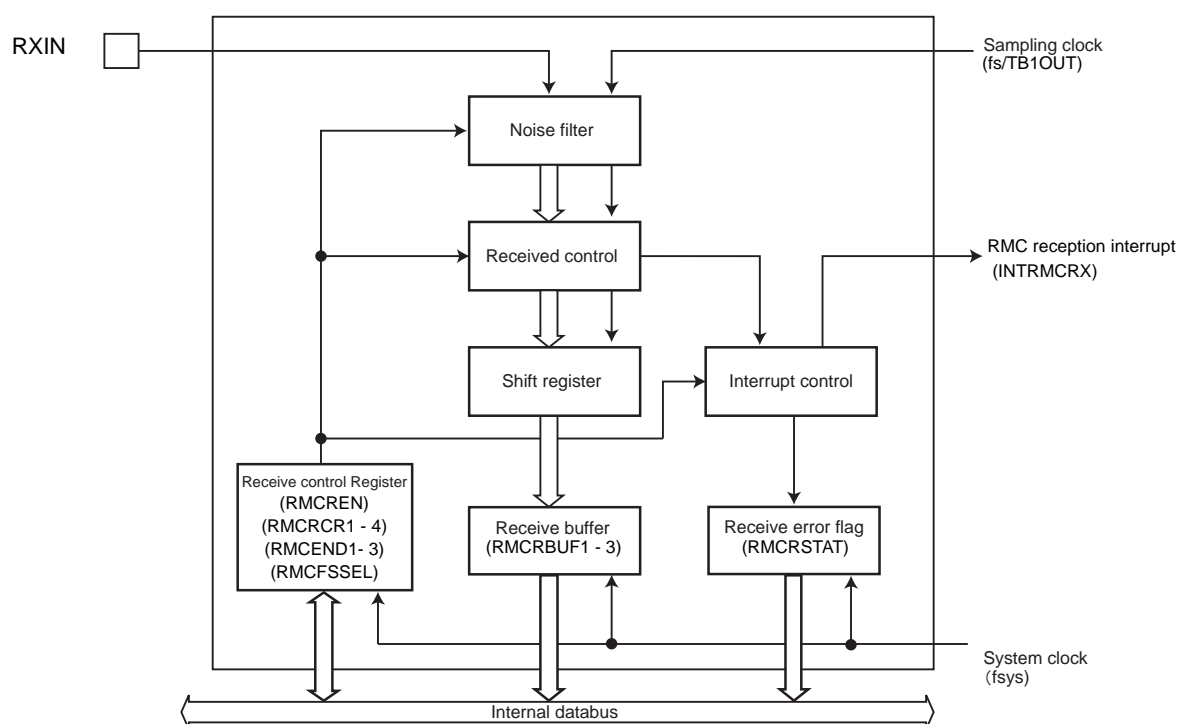 RXIN
Sampling clock
(fs/TB1OUT)
Noise filter
Received control
RMC reception interrupt
(INTRMCRX)
Shift register
Interrupt control
Receive control Register
(RMCREN)
(RMCRCR1 - 4)
(RMCEND1- 3)
(RMCFSSEL)
Receive buffer
(RMCRBUF1 - 3)
Receive error flag
(RMCRSTAT)
System clock
(fsys)
Internal databus